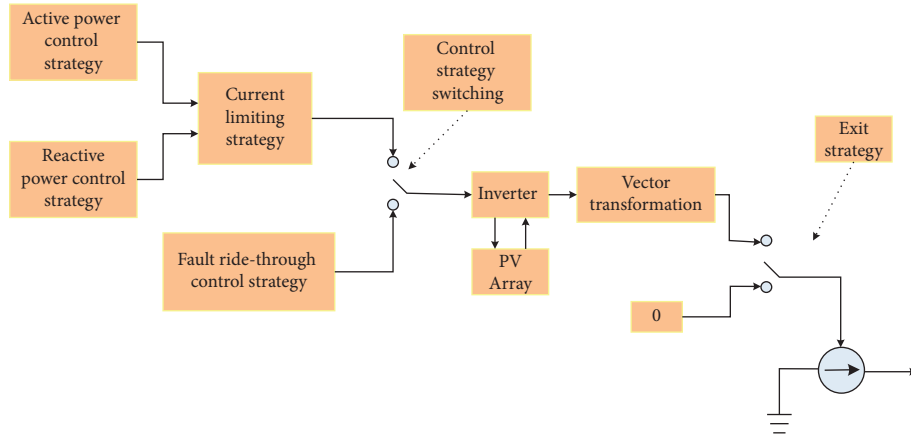 Active power
control
strategy
Reactive
power control
strategy
Current
limiting
strategy
Control
strategy
switching
Fault ride-through
control strategy
Inverter
PV
Array
Vector
transformation
Exit
strategy
0